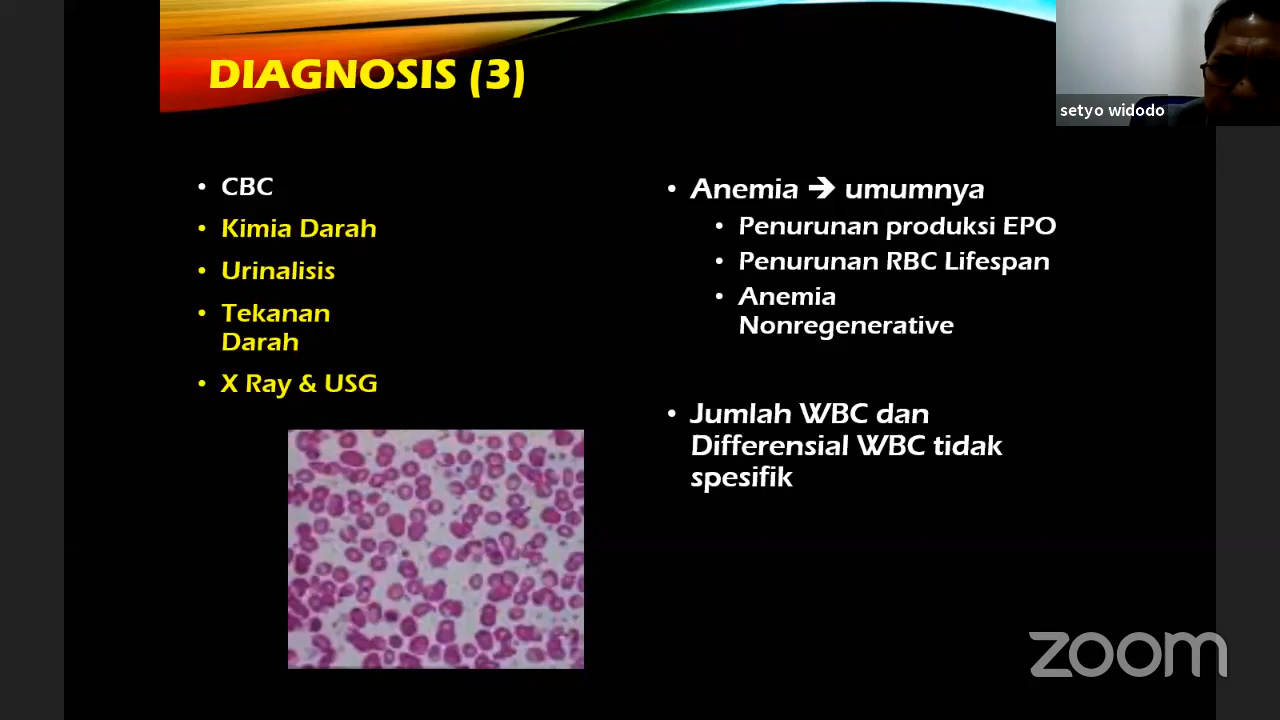 DIAGNOSIS (3)
setyo widodo
• CBC
• Kimia Darah
• Urinalisis
• Tekanan
Darah
• X Ray & USG
• Anemia → umumnya
• Penurunan produksi EPO
• Penurunan RBC Lifespan
• Anemia
Nonregenerative
• Jumlah WBC dan
Differensial WBC tidak
spesifik
zoom